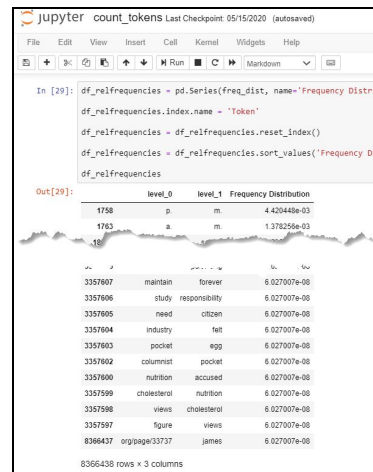 jupyter count_tokens Last Checkpoint: 05/15/2020 (autosaved)
File Edit View Insert Cell Kernel Widgets Help
Run Markdown
In [29]: df_relfrequencies = pd.Series(freq_dist, name='Frequency Distr
df_relfrequencies.index.name = 'Token'
df_relfrequencies = df_relfrequencies.reset_index()
df_relfrequencies = df_relfrequencies.sort_values('Frequency D
df_relfrequencies
Out[29]:
level_0 level_1 Frequency Distribution
1758 p. m. 4.420448e-03
1763 a. m. 1.378256e-03
3357607 maintain forever 6.027007e-08
3357606 study responsibility 6.027007e-08
3357605 need citizen 6.027007e-08
3357604 industry felt 6.027007e-08
3357603 pocket egg 6.027007e-08
3357602 columnist pocket 6.027007e-08
3357600 nutrition accused 6.027007e-08
3357599 cholesterol nutrition 6.027007e-08
3357598 views cholesterol 6.027007e-08
3357597 figure views 6.027007e-08
8366437 org/page/33737 james 6.027007e-08
8366438 rows × 3 columns